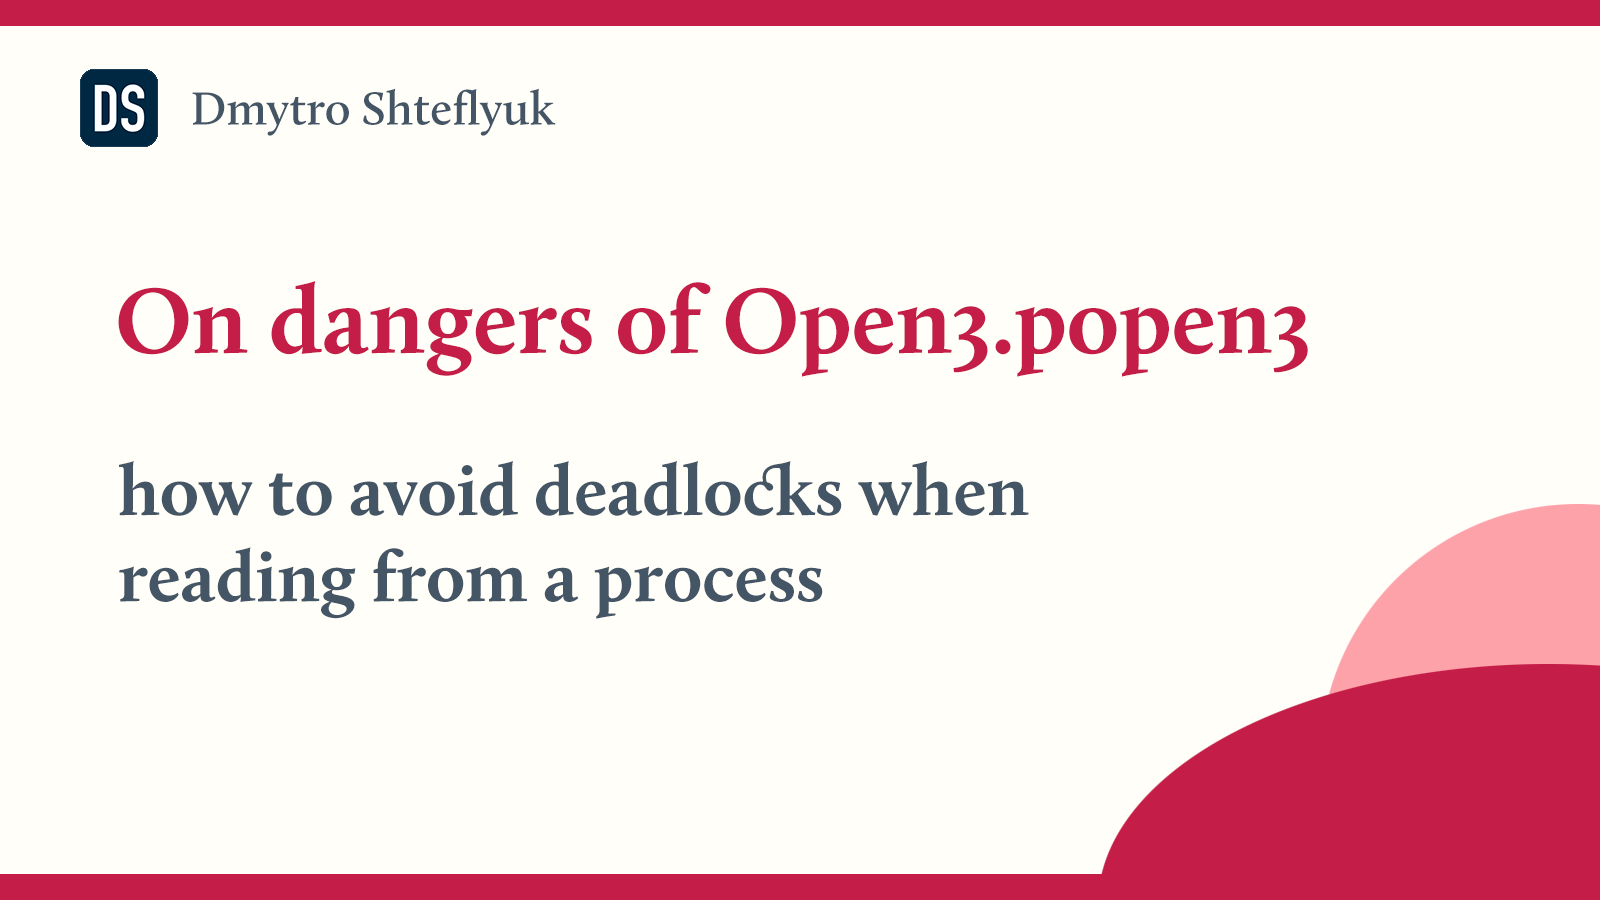 DS
Dmytro Shteflyuk
On dangers of Open3.popen3
how to avoid deadlocks when
reading from a process